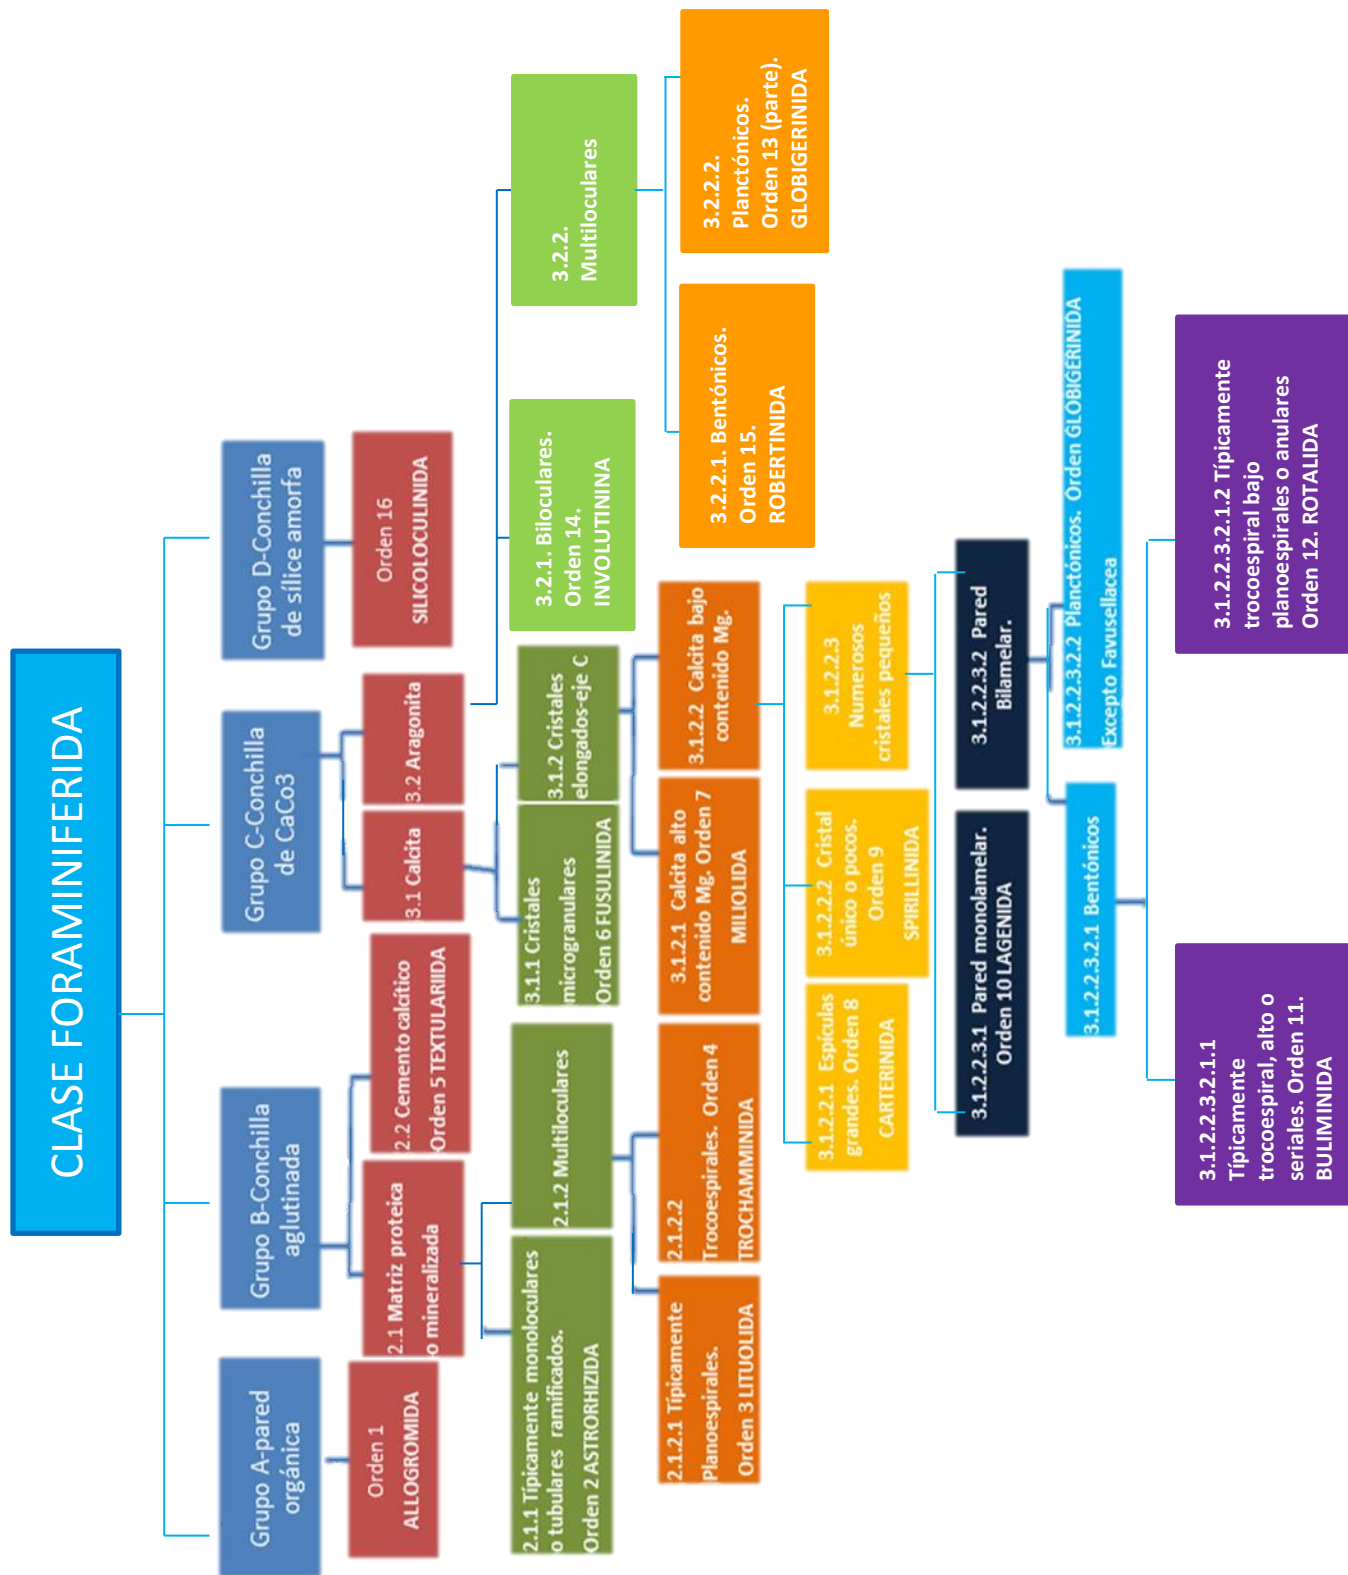 CLASE FORAMINIFERIDA
Grupo A-pared
orgánica
Grupo B-Conchilla
aglutinada
Grupo C-Conchilla
de CaCo3
Grupo D-Conchilla
de sílice amorfa
Orden 1
ALLOGROMIDA
2.1 Matriz proteica
o mineralizada
2.2 Cemento calcítico
Orden 5 TEXTULARIIDA
3.1 Calcita
3.2 Aragonita
Orden 16
SILICOLOCULINIDA
2.1.1 Típicamente monoloculares
o tubulares ramificados.
Orden 2 ASTRORHIZIDA
2.1.2 Multiloculares
3.1.1 Cristales
microgranulares
Orden 6 FUSULINIDA
3.1.2 Cristales
elongados-eje C
3.2.1. Biloculares.
Orden 14.
INVOLUTININA
3.2.2.
Multiloculares
2.1.2.1 Típicamente
Planoespirales.
Orden 3 LITUOLIDA
2.1.2.2
Trocoespirales. Orden 4
TROCHAMMINIDA
3.1.2.1 Calcita alto
contenido Mg. Orden 7
MILIOLIDA
3.1.2.2 Calcita bajo
contenido Mg.
3.2.2.1. Bentónicos.
Orden 15.
ROBERTINIDA
3.2.2.2.
Planctónicos.
Orden 13 (parte).
GLOBIGERINIDA
3.1.2.2.1 Espículas
grandes. Orden 8
CARTERINIDA
3.1.2.2.2 Cristal
único o pocos.
Orden 9
SPIRILLINIDA
3.1.2.2.3
Numerosos
cristales pequeños
3.1.2.2.3.1 Pared monolamelar.
Orden 10 LAGENIDA
3.1.2.2.3.2 Pared
Bilamelar.
3.1.2.2.3.2.1 Bentónicos
3.1.2.2.3.2.2 Planctónicos. Órden GLOBIGERINIDA
Excepto Favusellacea
3.1.2.2.3.2.1.1
Típicamente
trocoespiral, alto o
seriales. Orden 11.
BULIMINIDA
3.1.2.2.3.2.1.2 Típicamente
trocoespiral bajo
planoespirales o anulares
Orden 12. ROTALIDA